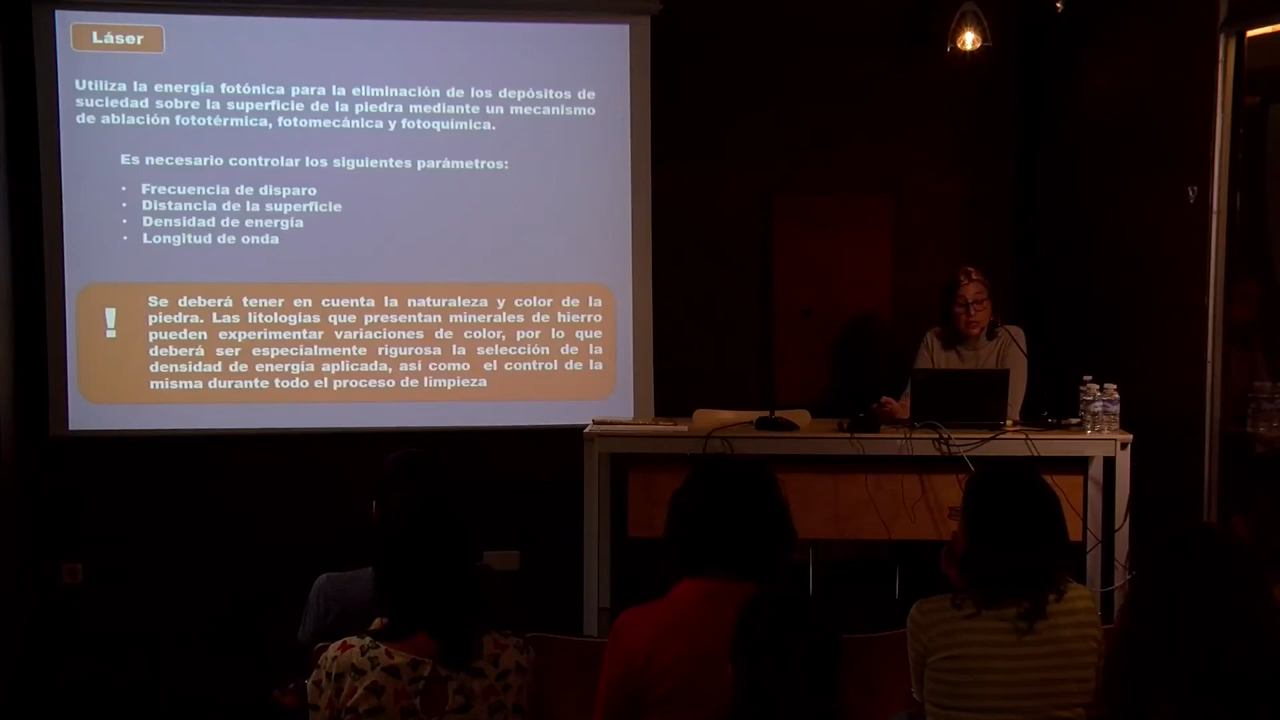 Láser
Utiliza la energía fotónica para la eliminación de los depósitos de
suciedad sobre la superficie de la piedra mediante un mecanismo
de ablación fototérmica, fotomecánica y fotoquímica.
Es necesario controlar los siguientes parámetros:
• Frecuencia de disparo
• Distancia de la superficie
• Densidad de energía
• Longitud de onda
! Se deberá tener en cuenta la naturaleza y color de la
piedra. Las litologías que presentan minerales de hierro
pueden experimentar variaciones de color, por lo que
deberá ser especialmente rigurosa la selección de la
densidad de energía aplicada, así como el control de la
misma durante todo el proceso de limpieza